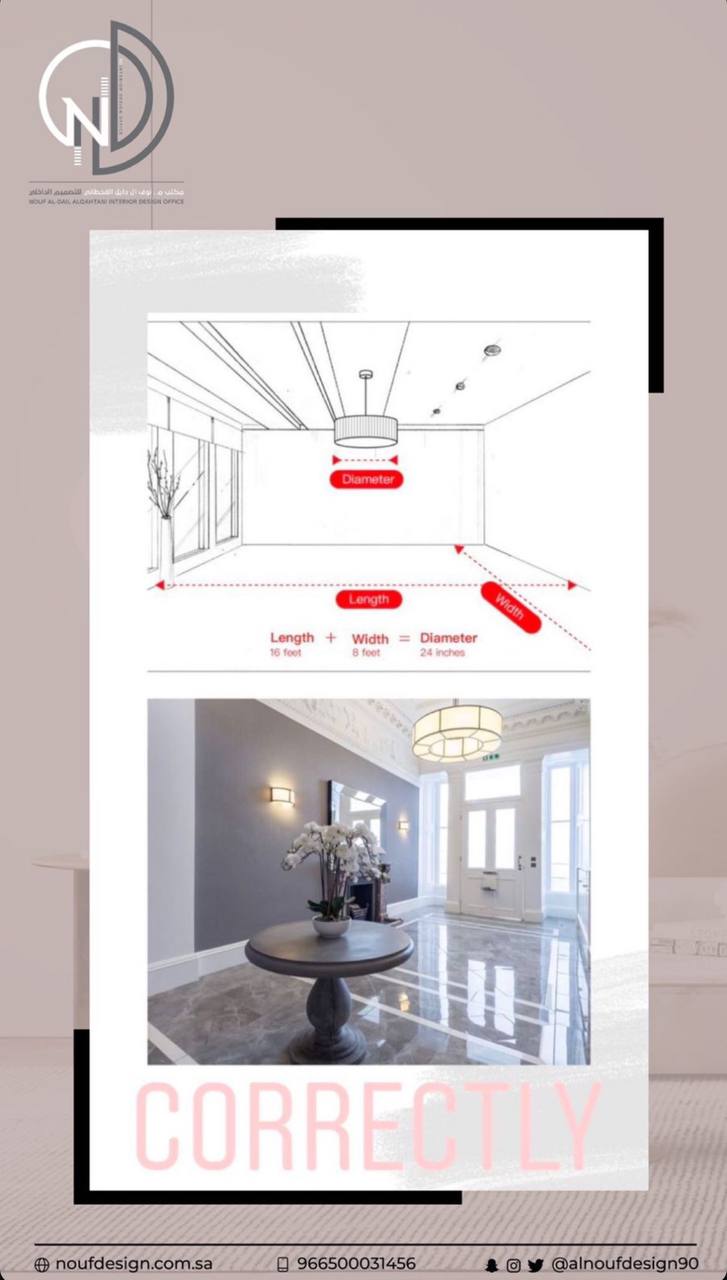 مكتب م . نوف ال دايل القحطاني للتصميم الداخلي
NOUF AL-DAIL ALQAHTANI INTERIOR DESIGN OFFICE
Diameter
Length
Width
Length + Width = Diameter
16 feet 8 feet 24 inches
CORRECTLY
noufdesign.com.sa 966500031456 @alnoufdesign90